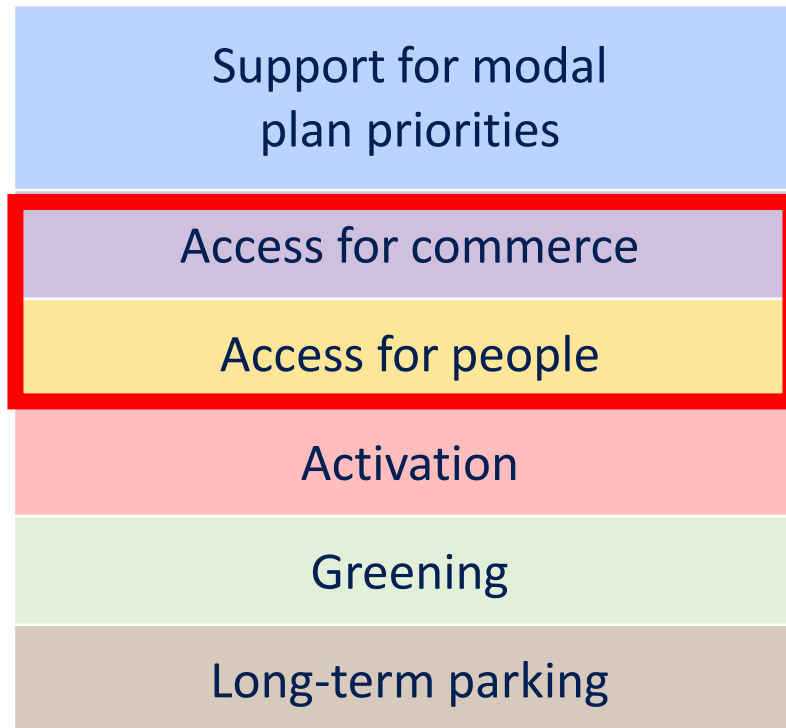 Support for modal
plan priorities
Access for commerce
Access for people
Activation
Greening
Long-term parking